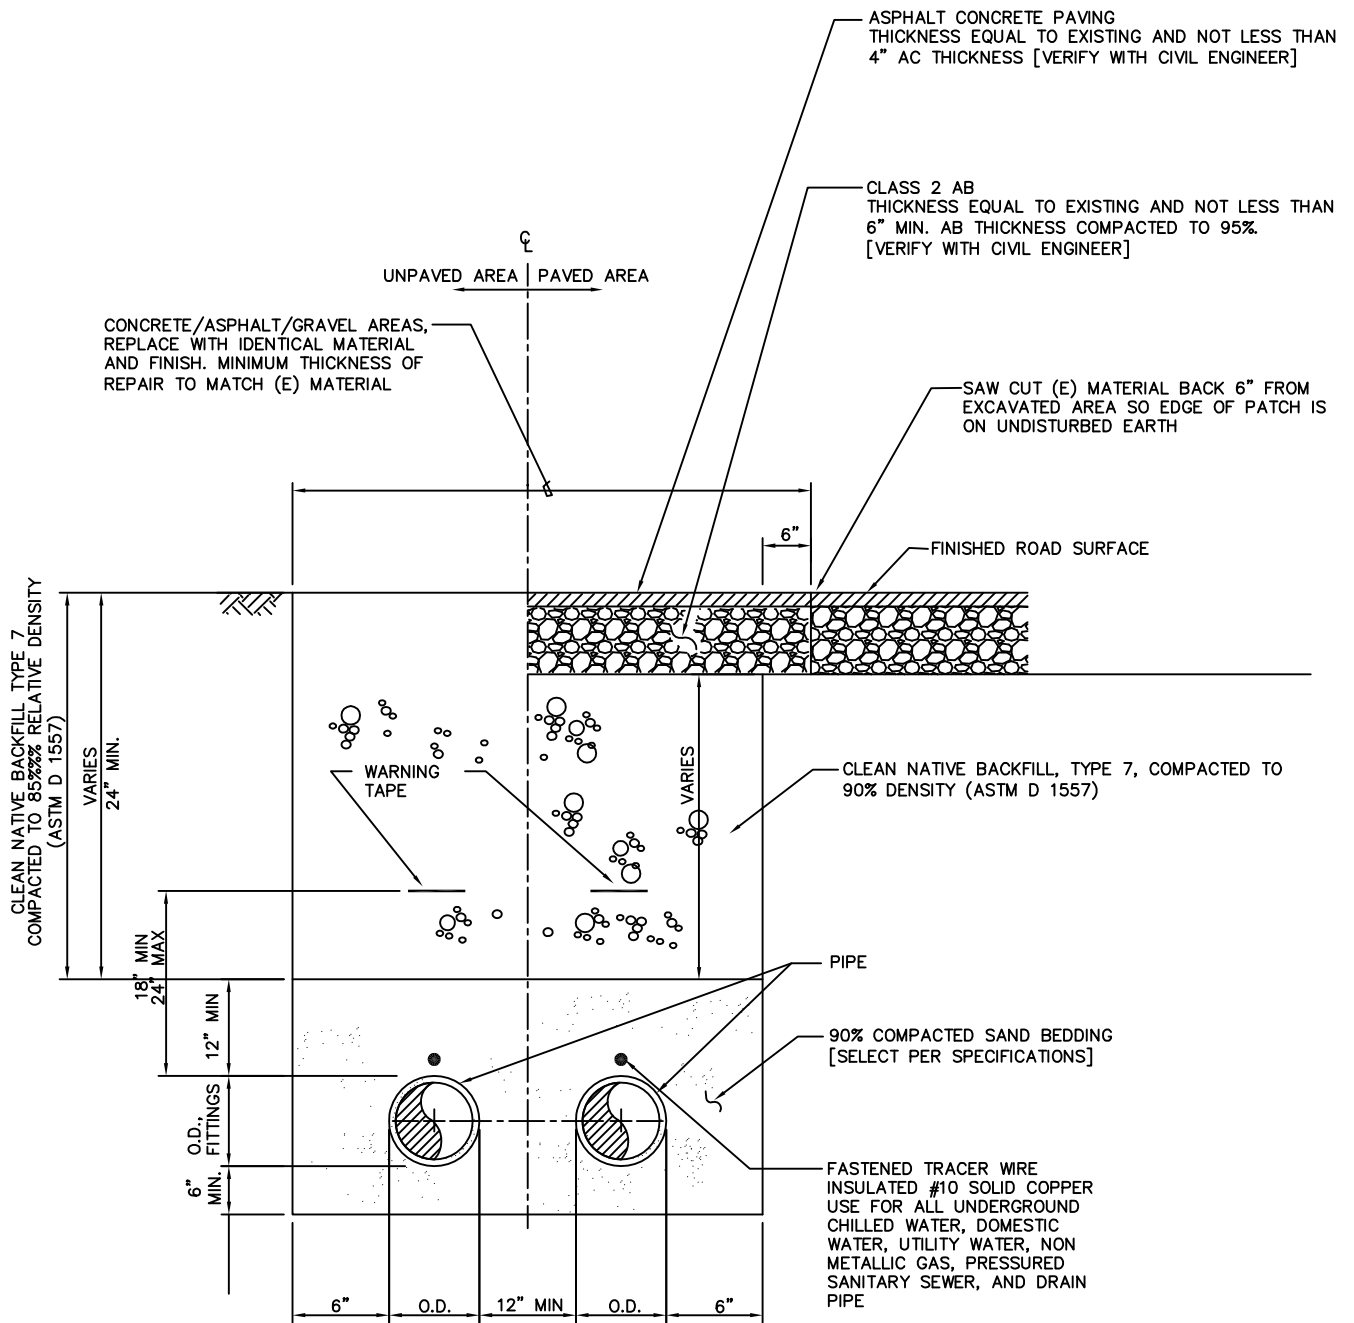 ASPHALT CONCRETE PAVING
THICKNESS EQUAL TO EXISTING AND NOT LESS THAN
4" AC THICKNESS [VERIFY WITH CIVIL ENGINEER]
CLASS 2 AB
THICKNESS EQUAL TO EXISTING AND NOT LESS THAN
6" MIN. AB THICKNESS COMPACTED TO 95%.
[VERIFY WITH CIVIL ENGINEER]
℄
UNPAVED AREA
PAVED AREA
CONCRETE/ASPHALT/GRAVEL AREAS,
REPLACE WITH IDENTICAL MATERIAL
AND FINISH. MINIMUM THICKNESS OF
REPAIR TO MATCH (E) MATERIAL
SAW CUT (E) MATERIAL BACK 6" FROM
EXCAVATED AREA SO EDGE OF PATCH IS
ON UNDISTURBED EARTH
6"
FINISHED ROAD SURFACE
CLEAN NATIVE BACKFILL TYPE 7
COMPACTED TO 85%%% RELATIVE DENSITY
(ASTM D 1557)
VARIES
24" MIN.
WARNING
TAPE
VARIES
CLEAN NATIVE BACKFILL, TYPE 7, COMPACTED TO
90% DENSITY (ASTM D 1557)
18" MIN
24" MAX
PIPE
12" MIN
90% COMPACTED SAND BEDDING
[SELECT PER SPECIFICATIONS]
O.D.,
FITTINGS
6"
MIN.
FASTENED TRACER WIRE
INSULATED #10 SOLID COPPER
USE FOR ALL UNDERGROUND
CHILLED WATER, DOMESTIC
WATER, UTILITY WATER, NON
METALLIC GAS, PRESSURED
SANITARY SEWER, AND DRAIN
PIPE
6"
O.D.
12" MIN
O.D.
6"